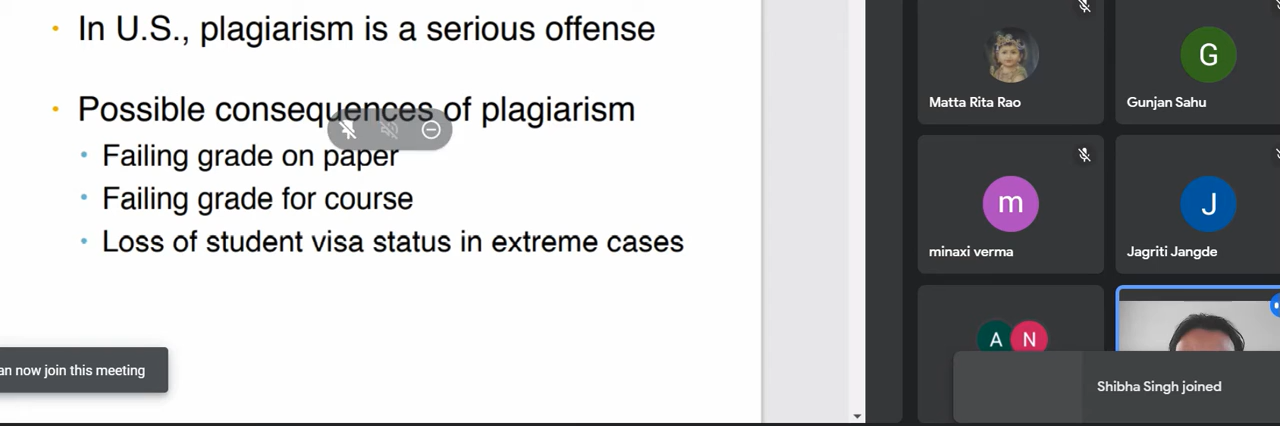 In U.S., plagiarism is a serious offense
Possible consequences of plagiarism
Failing grade on paper
Failing grade for course
Loss of student visa status in extreme cases
an now join this meeting
Matta Rita Rao
G
Gunjan Sahu
m
minaxi verma
J
Jagriti Jangde
A N
Shibha Singh joined